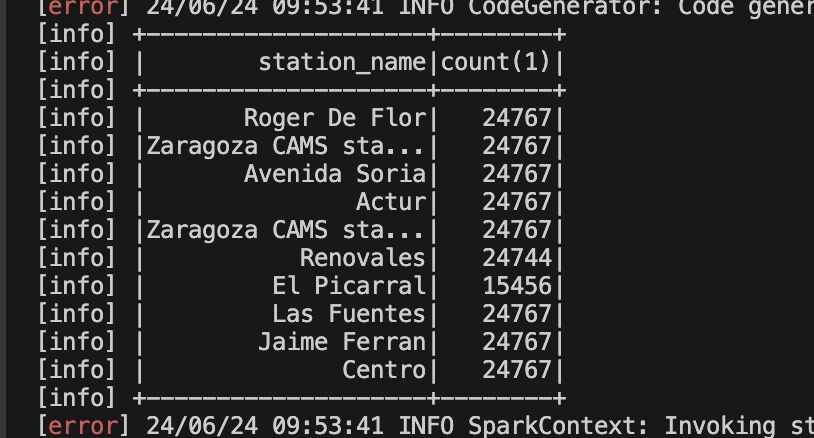 [error] 24/06/24 09:53:41 INFO CodeGenerator: Code gener
[info] +--------------------+--------+
[info] |        station_name|count(1)|
[info] +--------------------+--------+
[info] |       Roger De Flor|   24767|
[info] |Zaragoza CAMS sta...|   24767|
[info] |       Avenida Soria|   24767|
[info] |               Actur|   24767|
[info] |Zaragoza CAMS sta...|   24767|
[info] |           Renovales|   24744|
[info] |         El Picarral|   15456|
[info] |         Las Fuentes|   24767|
[info] |        Jaime Ferran|   24767|
[info] |              Centro|   24767|
[info] +--------------------+--------+
[error] 24/06/24 09:53:41 INFO SparkContext: Invoking st